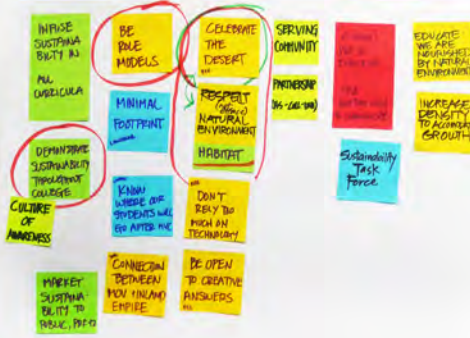 INFUSE
SUSTAINA
BILITY IN
ALL
CURRICULA
BE
ROLE
MODELS
CELEBRATE
THE
DESERT
SERVING
COMMUNITY
EDUCATE
WE ARE
NOURISHED
BY NATURAL
ENVIRONMENT
MINIMAL
FOOTPRINT
RESPECT
NATURAL
ENVIRONMENT
HABITAT
PARTNERSHIP
INCREASE
DENSITY
TO ACCOMODATE
GROWTH
DEMONSTRATE
SUSTAINABILITY
THROUGHOUT
COLLEGE
Sustainability
Task
Force
CULTURE
OF
AWARENESS
KNOW
WHERE OUR
STUDENTS WILL
GO AFTER
DON'T
RELY TOO
MUCH ON
TECHNOLOGY
MARKET
SUSTAINA-
BILITY TO
PUBLIC,
CONNECTION
BETWEEN
MOV + INLAND
EMPIRE
BE OPEN
TO CREATIVE
ANSWERS